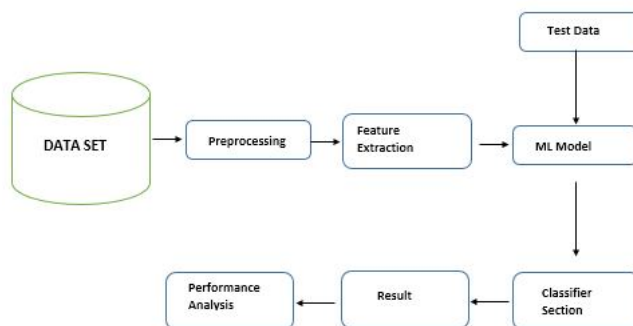 Test Data
DATA SET
Preprocessing
Feature
Extraction
ML Model
Performance
Analysis
Result
Classifier
Section